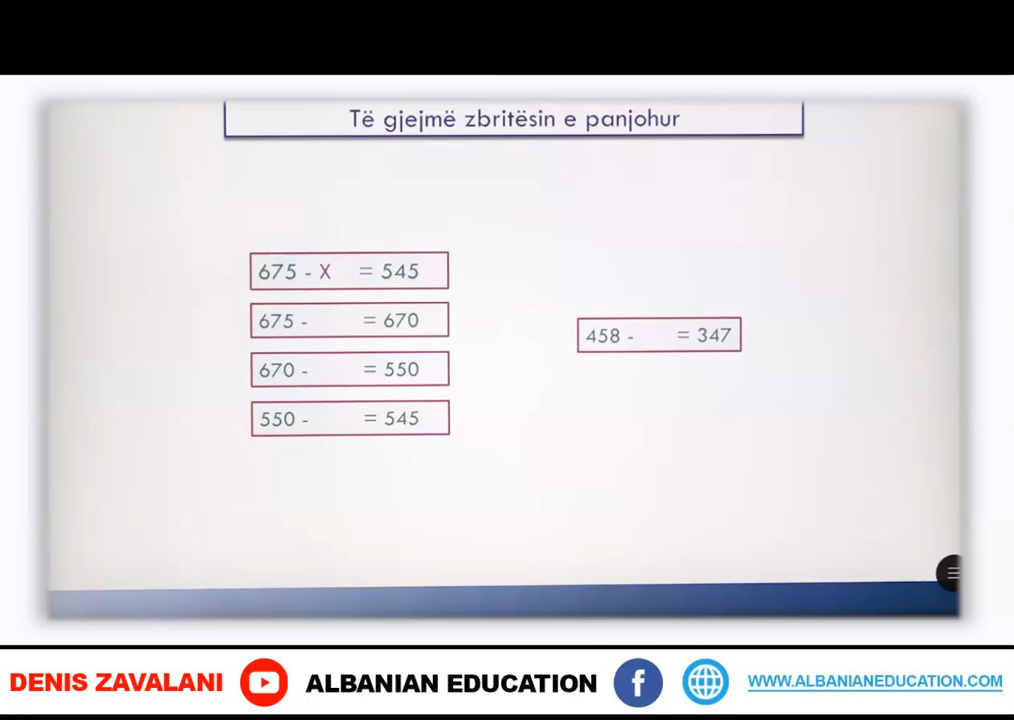 Të gjejmë zbritësin e panjohur
675 - X = 545
675 - = 670
670 - = 550
550 - = 545
458 - = 347
DENIS ZAVALANI
ALBANIAN EDUCATION
WWW.ALBANIANEDUCATION.COM